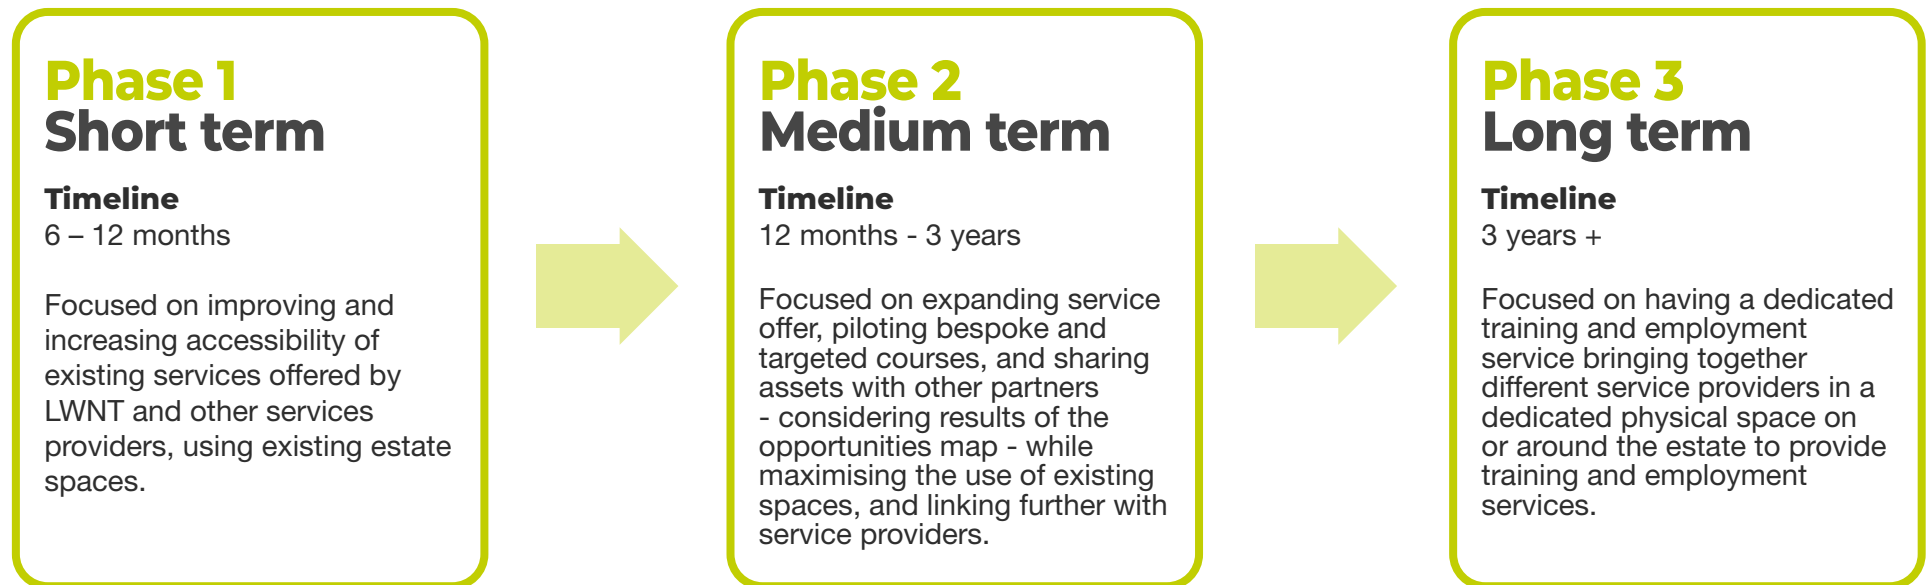 Phase 1
Short term
Timeline
6 – 12 months
Focused on improving and
increasing accessibility of
existing services offered by
LWNT and other services
providers, using existing estate
spaces.
Phase 2
Medium term
Timeline
12 months - 3 years
Focused on expanding service
offer, piloting bespoke and
targeted courses, and sharing
assets with other partners
- considering results of the
opportunities map - while
maximising the use of existing
spaces, and linking further with
service providers.
Phase 3
Long term
Timeline
3 years +
Focused on having a dedicated
training and employment
service bringing together
different service providers in a
dedicated physical space on
or around the estate to provide
training and employment
services.